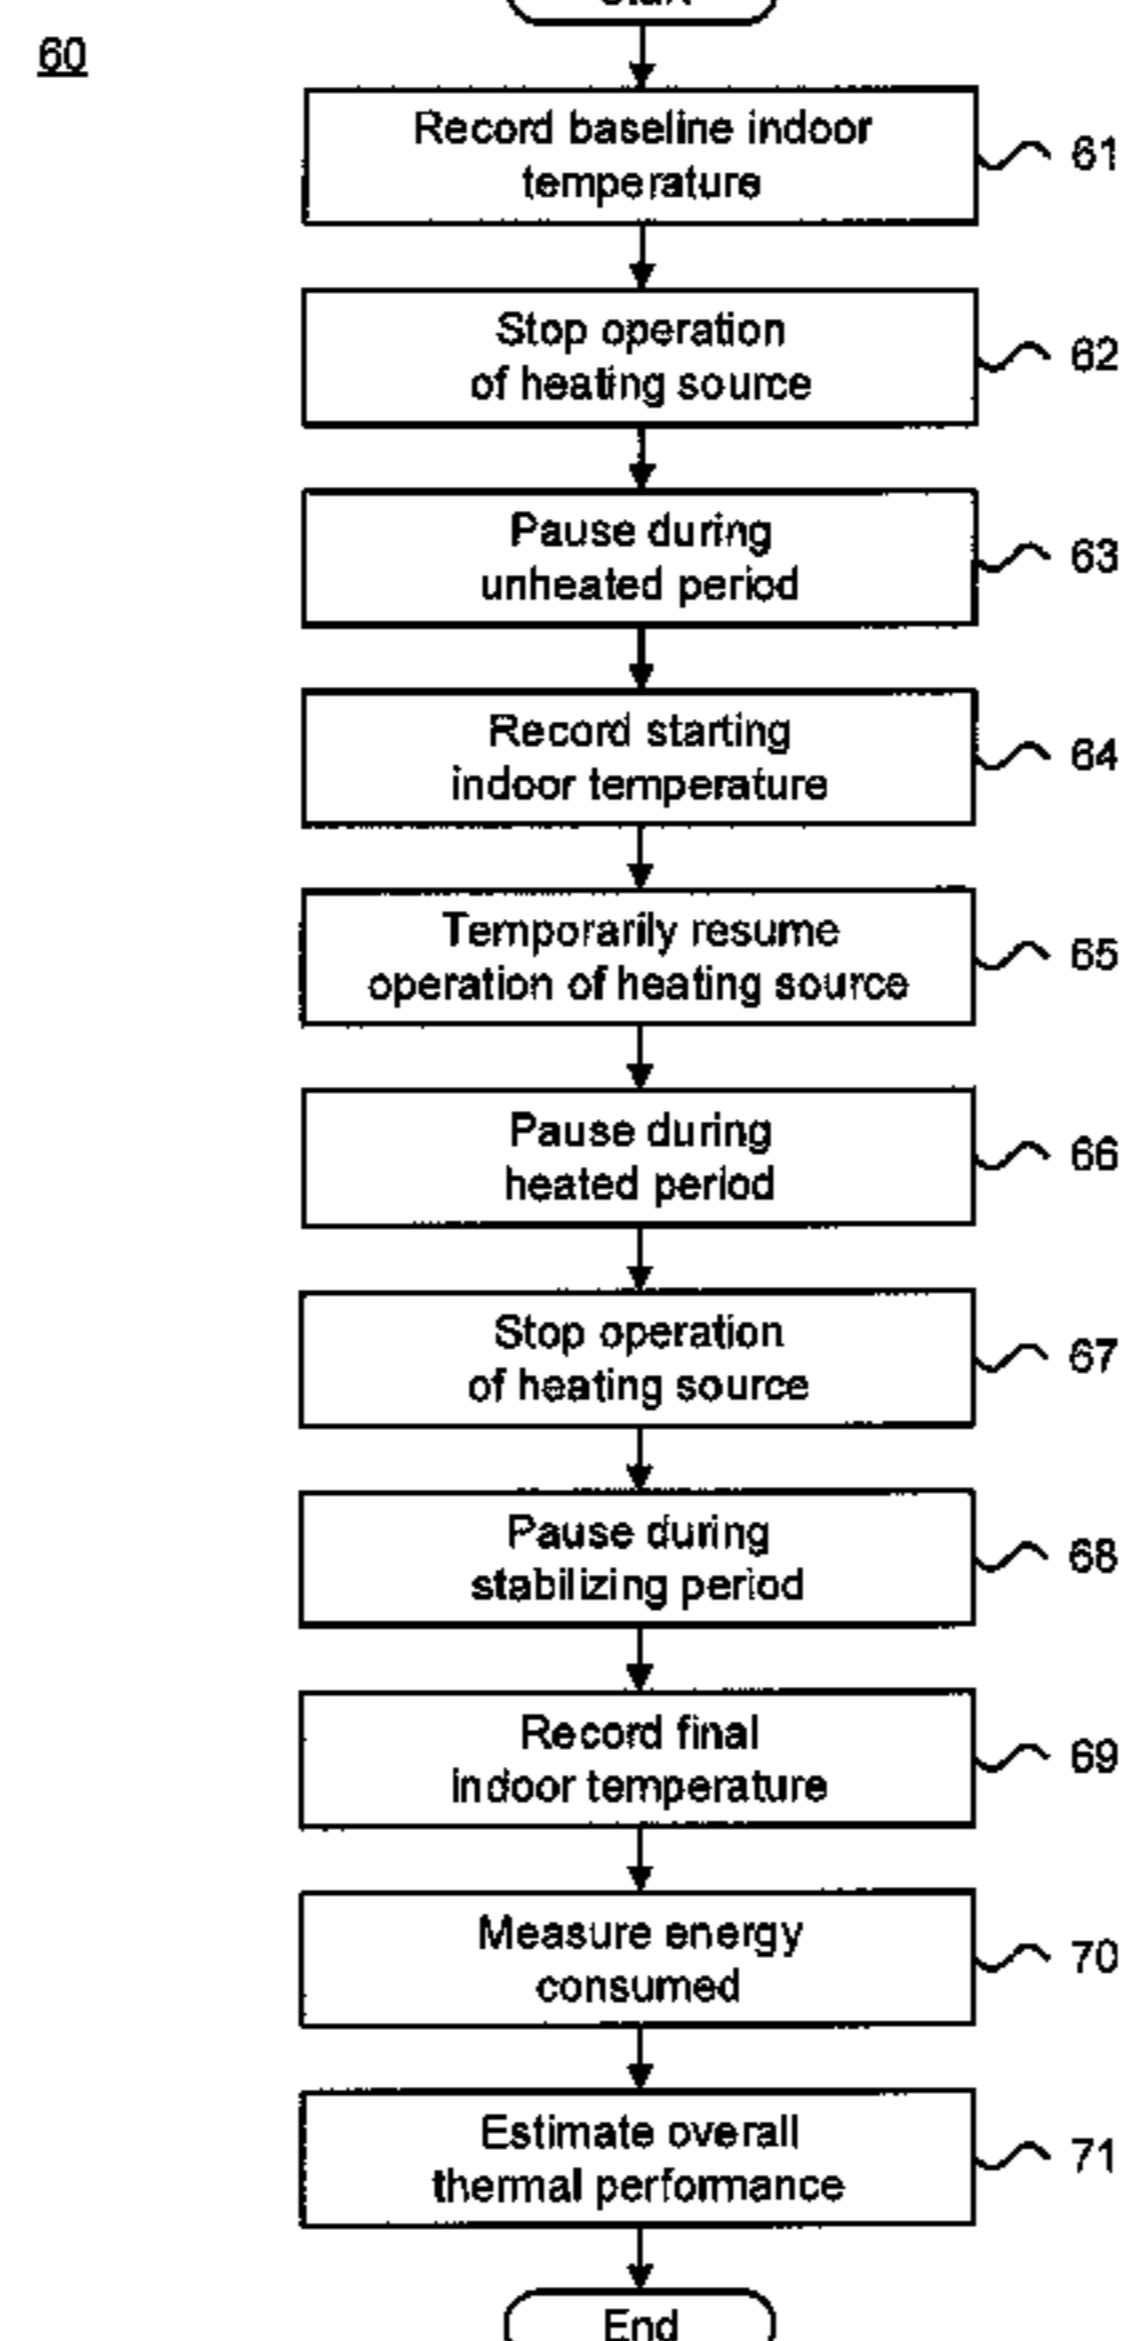 60
Record baseline indoor
temperature
61
Stop operation
of heating source
62
Pause during
unheated period
63
Record starting
indoor temperature
64
Temporarily resume
operation of heating source
65
Pause during
heated period
66
Stop operation
of heating source
67
Pause during
stabilizing period
68
Record final
indoor temperature
69
Measure energy
consumed
70
Estimate overall
thermal performance
71
End